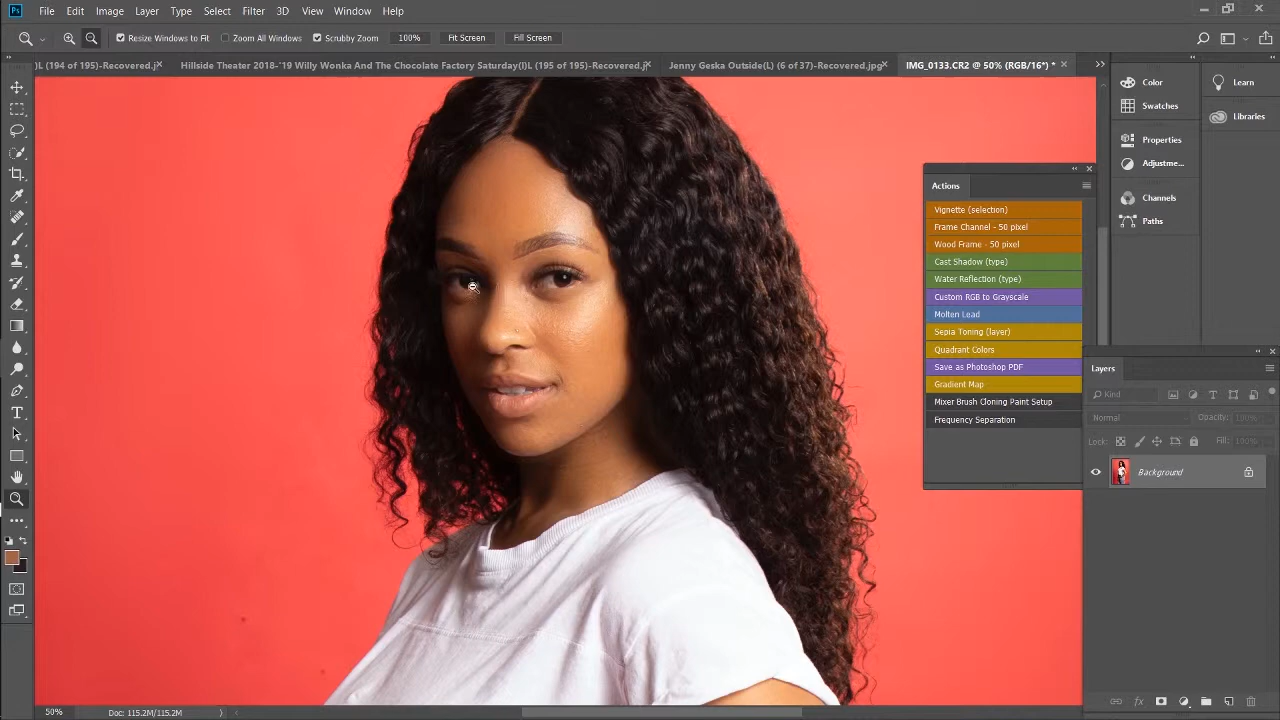 Ps File Edit Image Layer Type Select Filter 3D View Window Help
Resize Windows to Fit Zoom All Windows Scrubby Zoom 100% Fit Screen Fill Screen
)L (194 of 195)-Recovered.j Hillside Theater 2018-'19 Willy Wonka And The Chocolate Factory Saturday(I)L (195 of 195)-Recovered.j Jenny Geska Outside(L) (6 of 37)-Recovered.jpg IMG_0133.CR2 @ 50% (RGB/16*) *
Color
Swatches
Properties
Adjustme...
Channels
Paths
Learn
Libraries
Actions
Vignette (selection)
Frame Channel - 50 pixel
Wood Frame - 50 pixel
Cast Shadow (type)
Water Reflection (type)
Custom RGB to Grayscale
Molten Lead
Sepia Toning (layer)
Quadrant Colors
Save as Photoshop PDF
Gradient Map
Mixer Brush Cloning Paint Setup
Frequency Separation
Layers
Kind
Normal Opacity: 100%
Lock: Fill: 100%
Background
50% Doc: 115.2M/115.2M